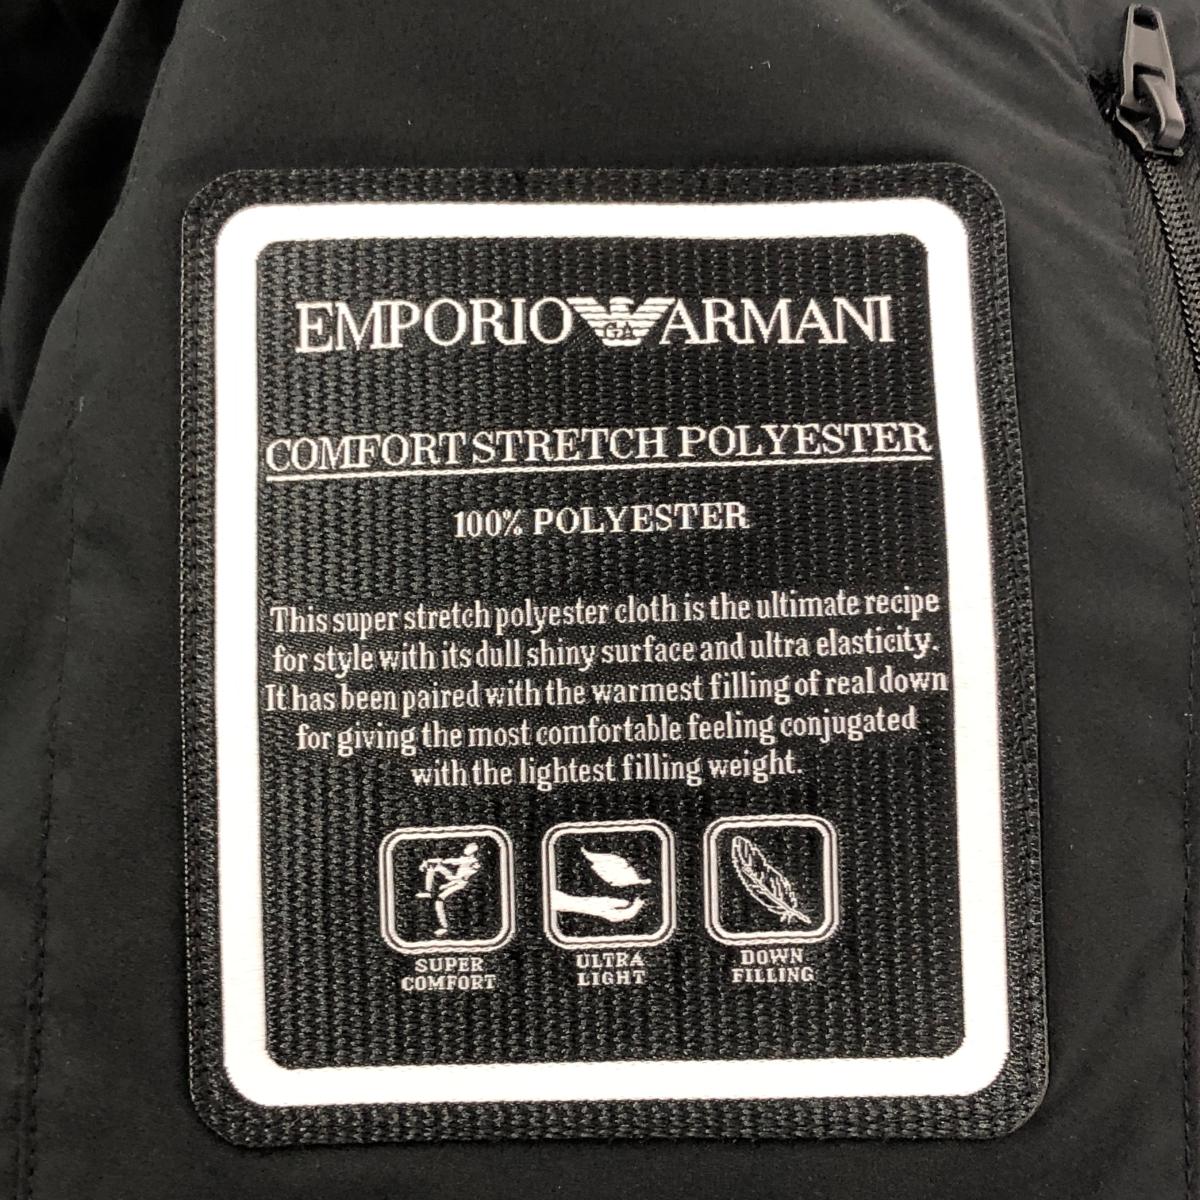 EMPORIO GA ARMANI
COMFORT STRETCH POLYESTER
100% POLYESTER
This super stretch polyester cloth is the ultimate recipe
for style with its dull shiny surface and ultra elasticity.
It has been paired with the warmest filling of real down
for giving the most comfortable feeling conjugated
with the lightest filling weight.
SUPER
COMFORT
ULTRA
LIGHT
DOWN
FILLING